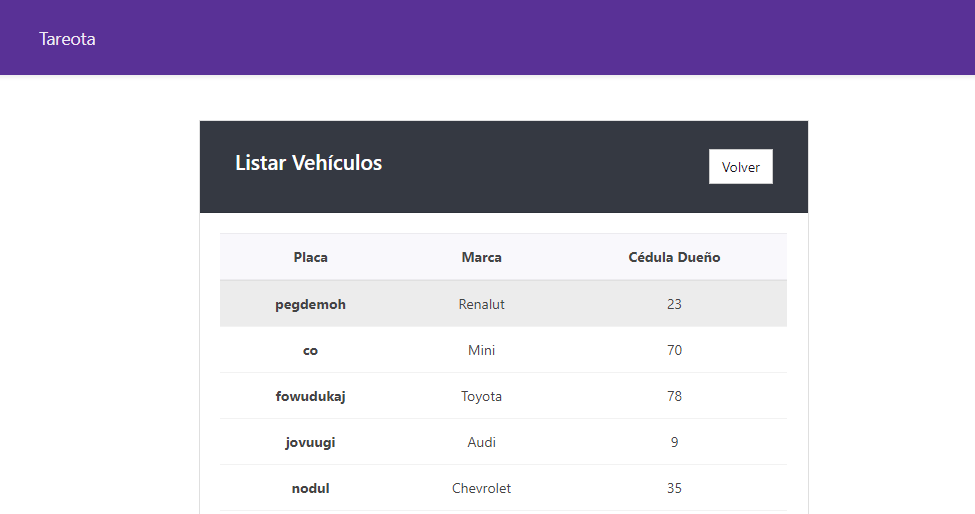 Tareota
Listar Vehículos Volver
Placa Marca Cédula Dueño
pegdemoh Renalut 23
co Mini 70
fowudukaj Toyota 78
jovuugi Audi 9
nodul Chevrolet 35